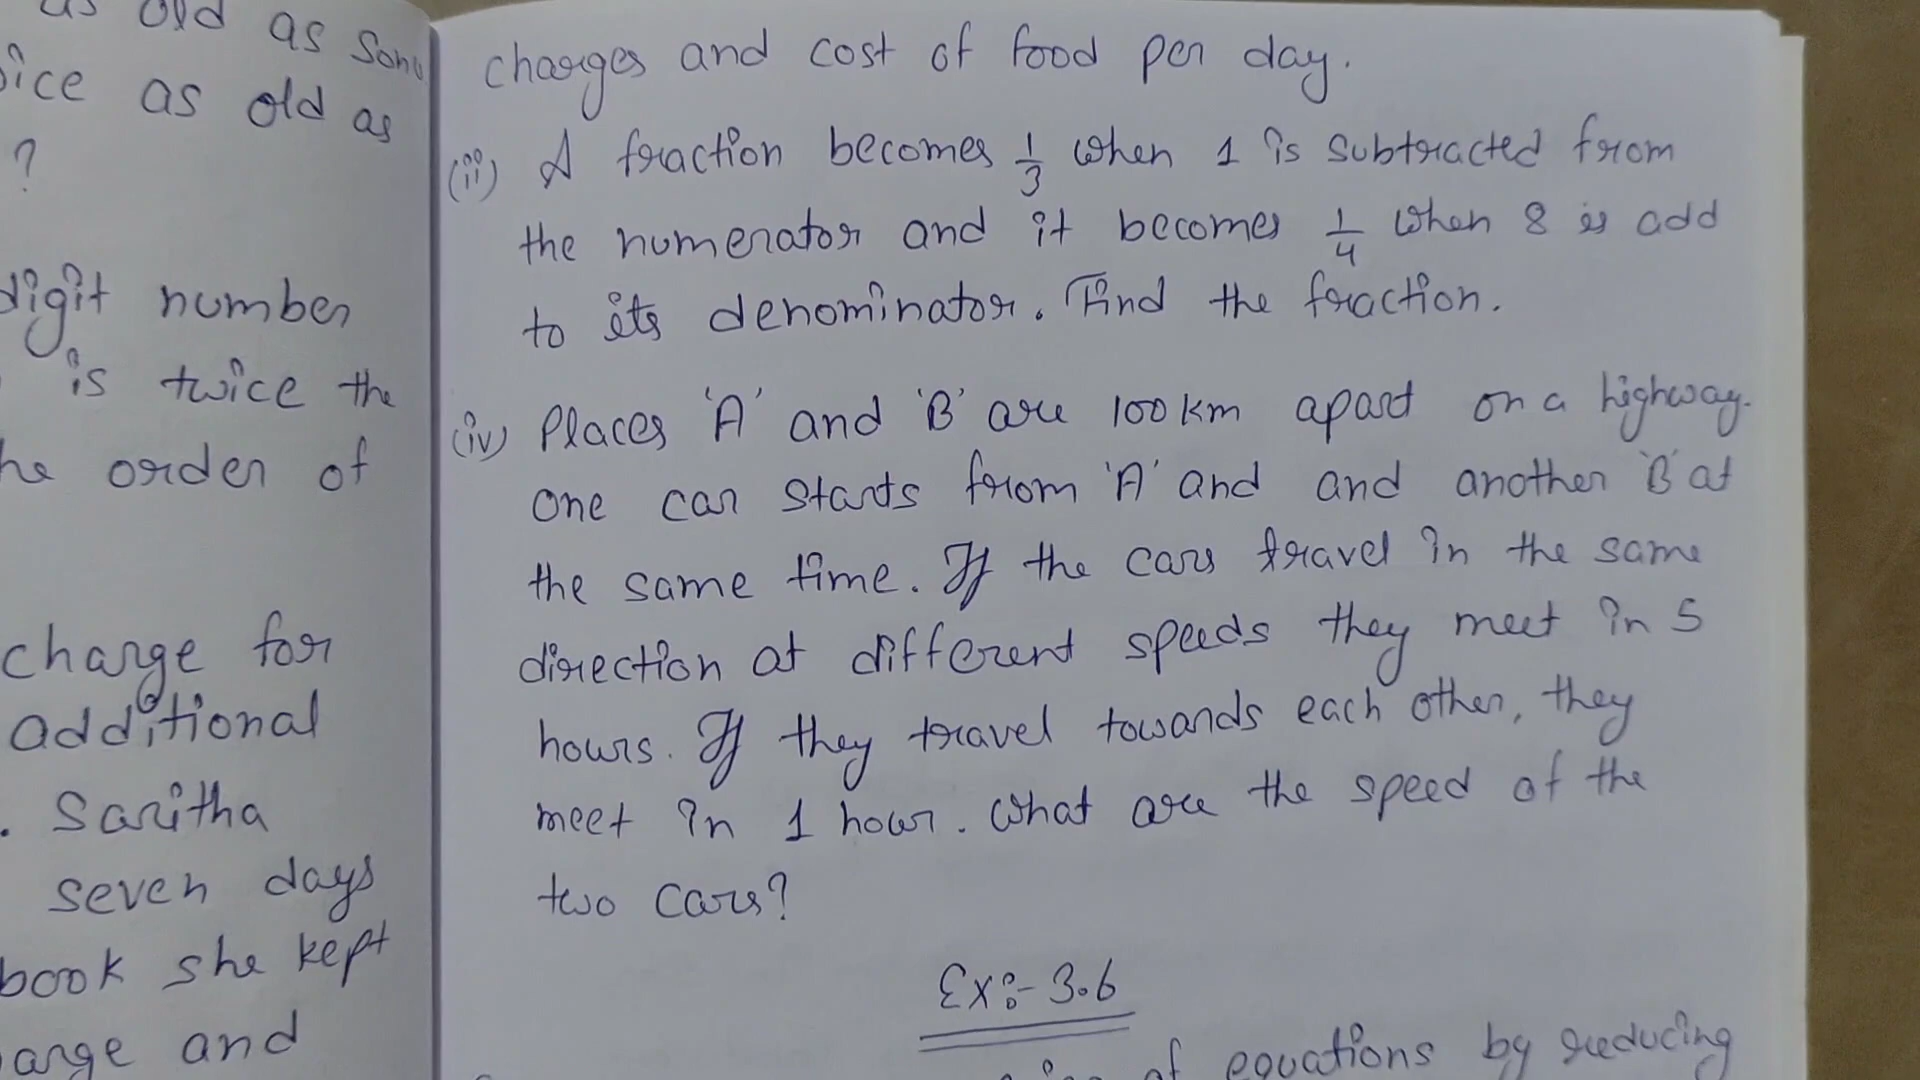 as old as Sonu
as old as
?
digit number
is twice the
order of
charge for
additional
. Saritha
seven days
book she kept
and
charges and cost of food per day.
(ii) A fraction becomes 1/3 when 1 is subtracted from
the numerator and it becomes 1/4 when 8 is add
to its denominator. Find the fraction.
(iv) Places 'A' and 'B' are 100 km apart on a highway.
one car starts from 'A' and and another 'B' at
the same time. If the cars travel in the same
direction at different speeds they meet in 5
hours. If they travel towards each other, they
meet in 1 hour. What are the speed of the
two cars?
Ex:- 3.6
of equations by reducing